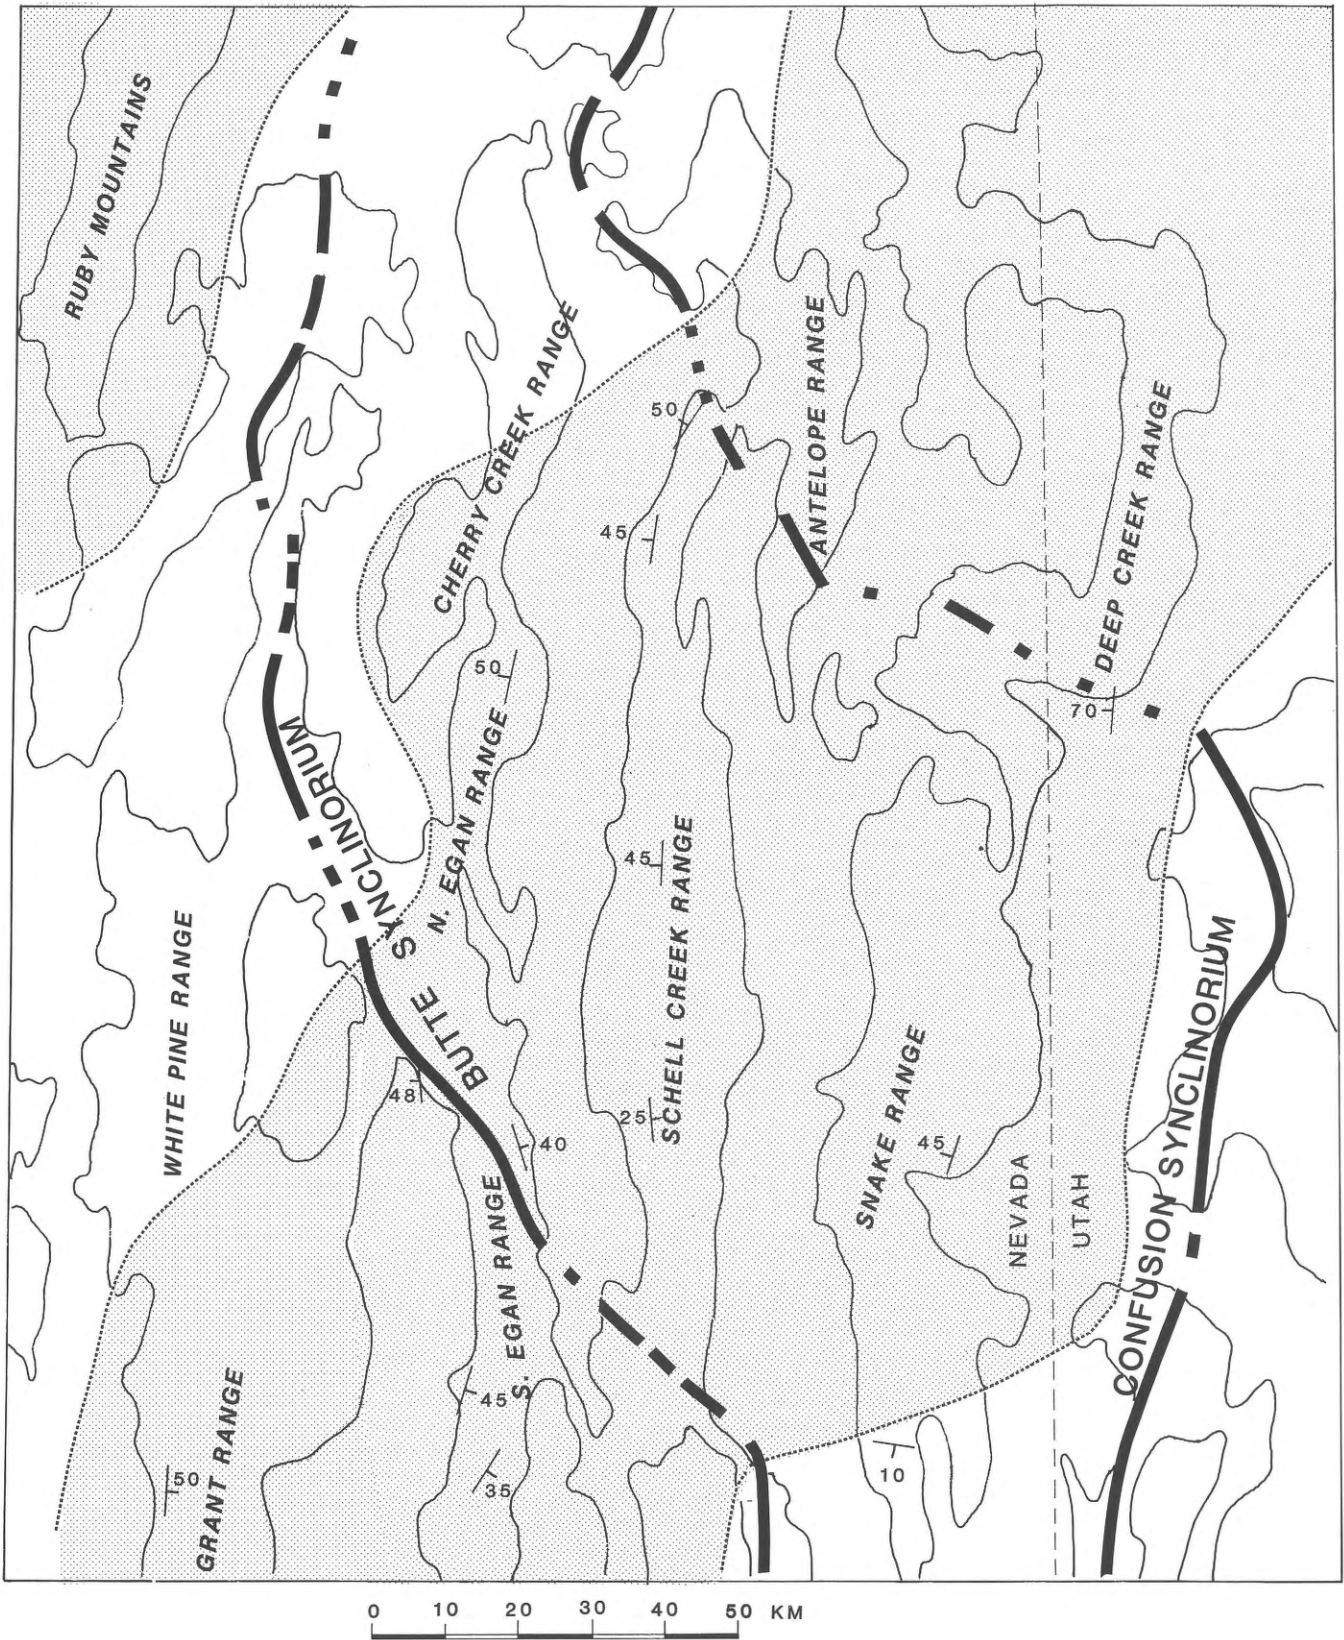 RUBY MOUNTAINS
CHERRY CREEK RANGE
ANTELOPE RANGE
DEEP CREEK RANGE
50
45
50
70
BUTTE SYNCLINORIUM
N. EGAN RANGE
45
SCHELL CREEK RANGE
WHITE PINE RANGE
48
40
25
SNAKE RANGE
45
NEVADA
UTAH
CONFUSION SYNCLINORIUM
S. EGAN RANGE
45
35
10
50
GRANT RANGE
0 10 20 30 40 50 KM